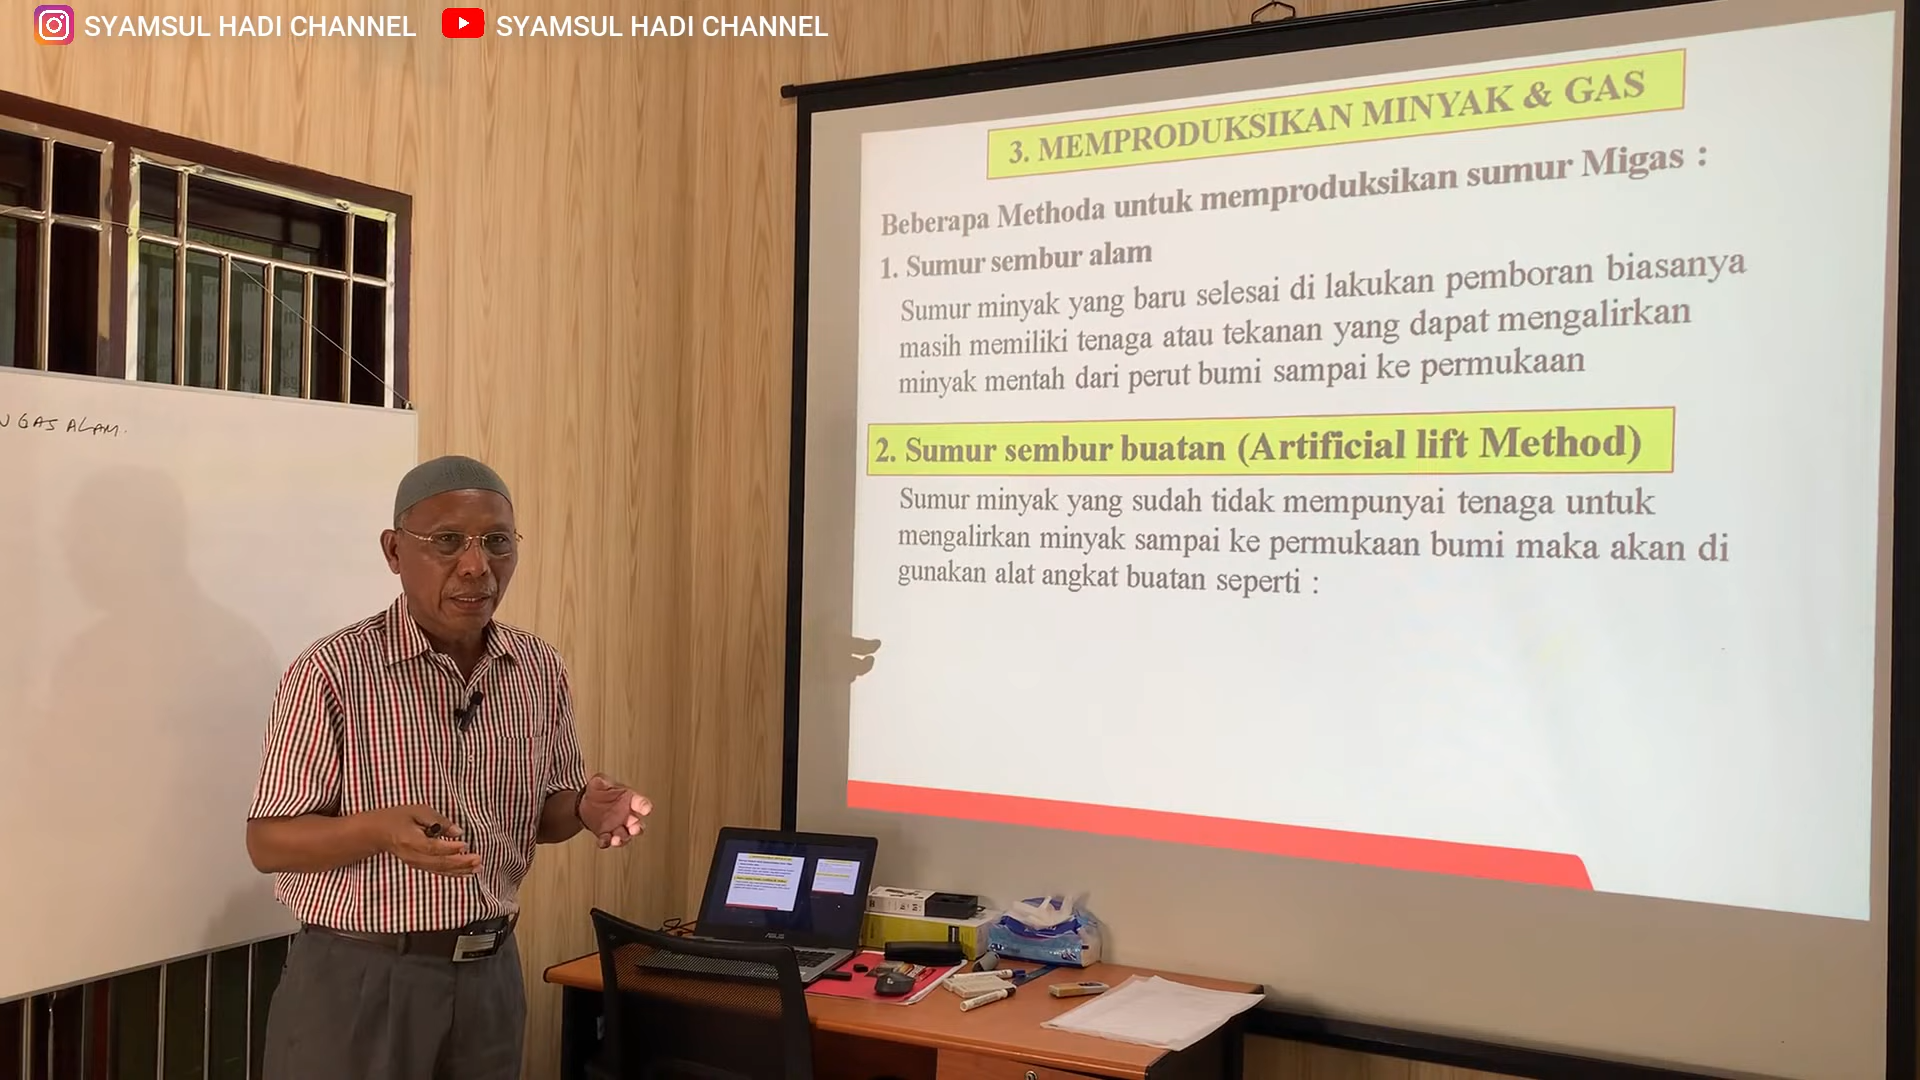 SYAMSUL HADI CHANNEL
SYAMSUL HADI CHANNEL
3. MEMPRODUKSIKAN MINYAK & GAS
Beberapa Methoda untuk memproduksikan sumur Migas :
1. Sumur sembur alam
Sumur minyak yang baru selesai di lakukan pemboran biasanya
masih memiliki tenaga atau tekanan yang dapat mengalirkan
minyak mentah dari perut bumi sampai ke permukaan
2. Sumur sembur buatan (Artificial lift Method)
Sumur minyak yang sudah tidak mempunyai tenaga untuk
mengalirkan minyak sampai ke permukaan bumi maka akan di
gunakan alat angkat buatan seperti :
GAS ALAM.